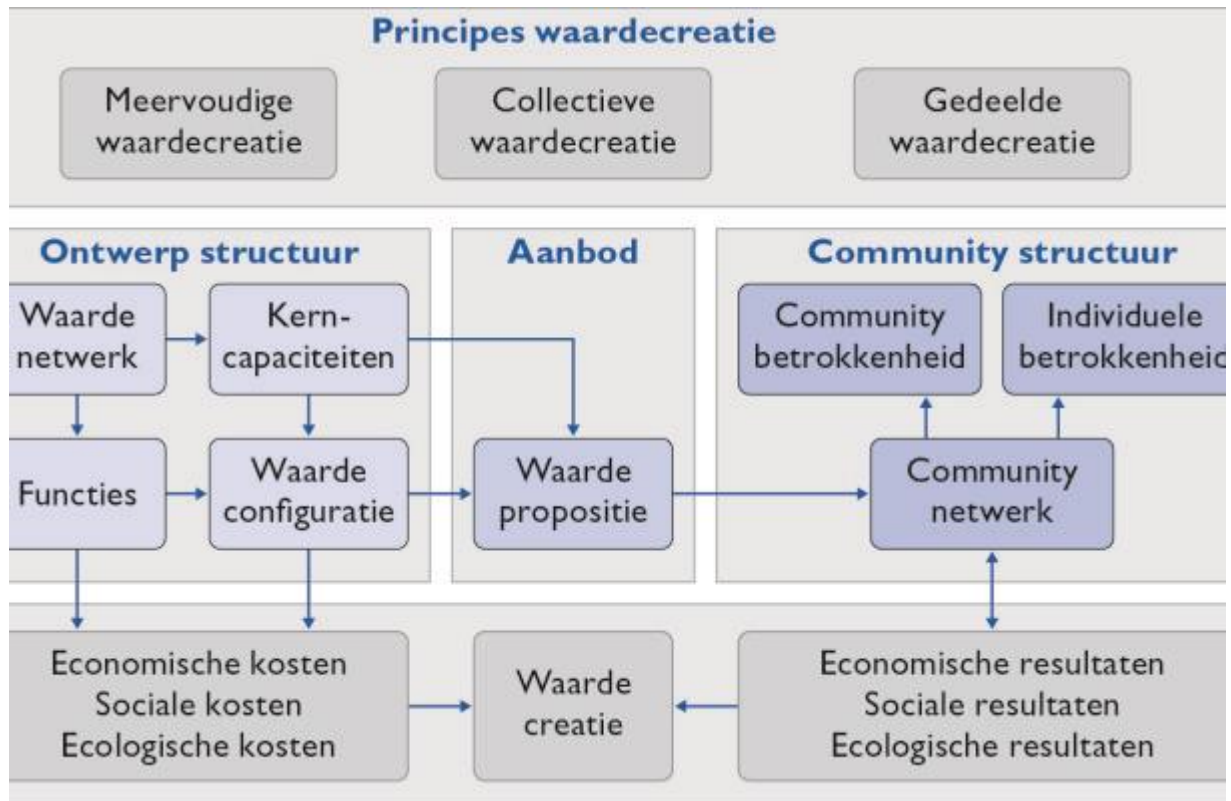 Principes waardecreatie
Meervoudige
waardecreatie
Collectieve
waardecreatie
Gedeelde
waardecreatie
Ontwerp structuur
Waarde
netwerk
Kern-
capaciteiten
Functies
Waarde
configuratie
Aanbod
Waarde
propositie
Community structuur
Community
betrokkenheid
Individuele
betrokkenheid
Community
netwerk
Economische kosten
Sociale kosten
Ecologische kosten
Waarde
creatie
Economische resultaten
Sociale resultaten
Ecologische resultaten